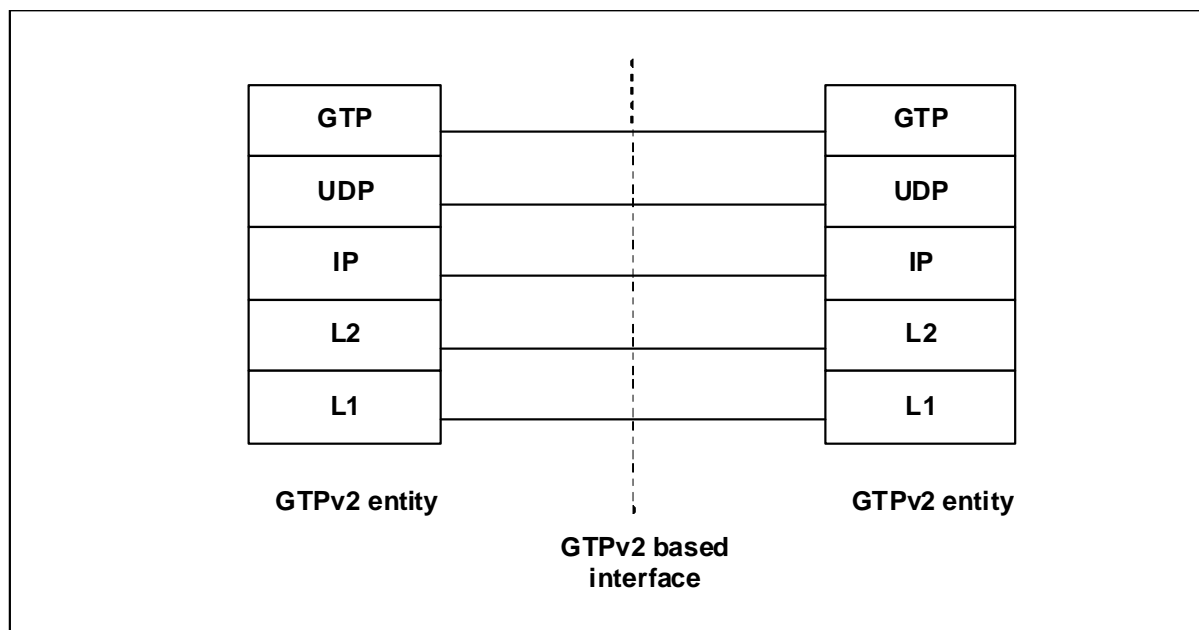 GTP
GTP
UDP
UDP
IP
IP
L2
L2
L1
L1
GTPv2 entity
GTPv2 entity
GTPv2 based
interface